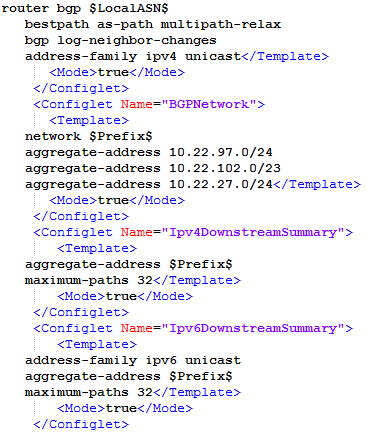 router bgp $LocalASN$
bestpath as-path multipath-relax
bgp log-neighbor-changes
address-family ipv4 unicast</Template>
<Mode>true</Mode>
</Configlet>
<Configlet Name="BGPNetwork">
<Template>
network $Prefix$
aggregate-address 10.22.97.0/24
aggregate-address 10.22.102.0/23
aggregate-address 10.22.27.0/24</Template>
<Mode>true</Mode>
</Configlet>
<Configlet Name="Ipv4DownstreamSummary">
<Template>
aggregate-address $Prefix$
maximum-paths 32</Template>
<Mode>true</Mode>
</Configlet>
<Configlet Name="Ipv6DownstreamSummary">
<Template>
address-family ipv6 unicast
aggregate-address $Prefix$
maximum-paths 32</Template>
<Mode>true</Mode>
</Configlet>